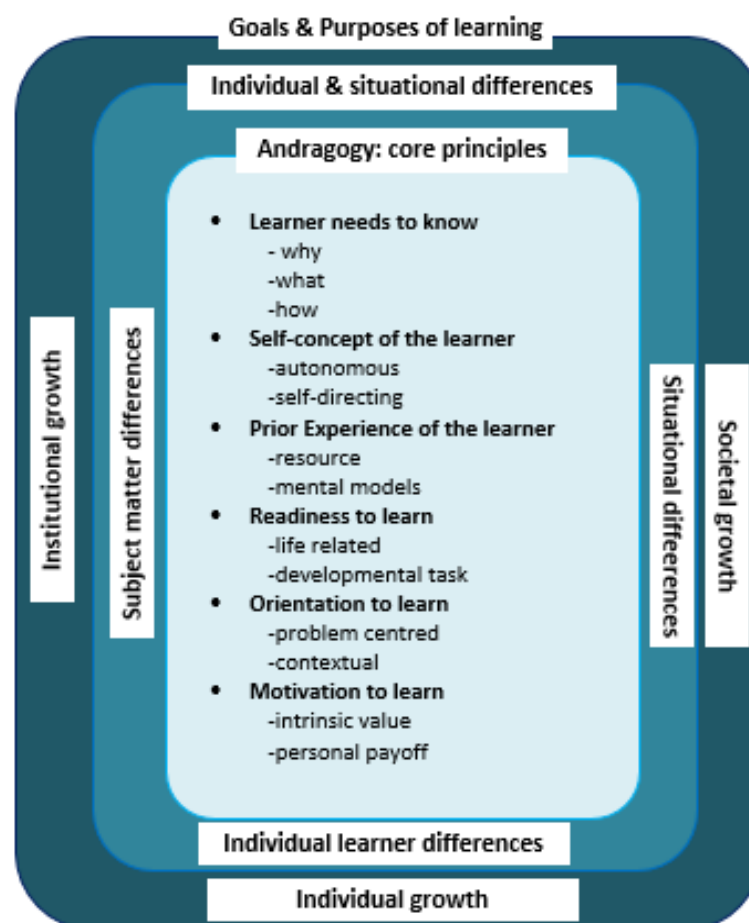 Goals & Purposes of learning
Individual & situational differences
Andragogy: core principles
• Learner needs to know
- why
-what
-how
• Self-concept of the learner
-autonomous
-self-directing
• Prior Experience of the learner
-resource
-mental models
• Readiness to learn
-life related
-developmental task
• Orientation to learn
-problem centred
-contextual
• Motivation to learn
-intrinsic value
-personal payoff
Institutional growth
Subject matter differences
Situational diffeerences
Societal growth
Individual learner differences
Individual growth